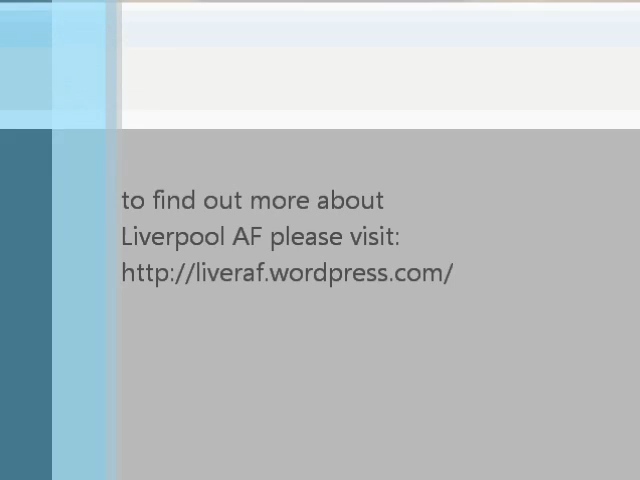 to find out more about
Liverpool AF please visit:
http://liveraf.wordpress.com/